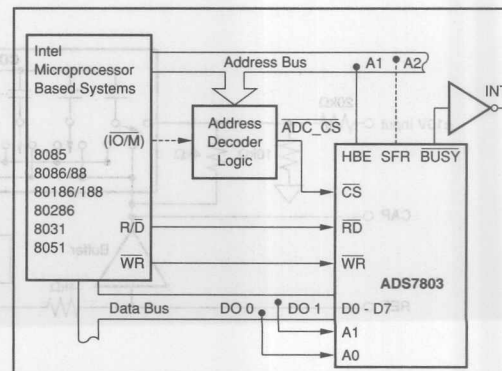 Intel
Microprocessor
Based Systems
(IO/M)
8085
8086/88
80186/188
80286
8031
8051
R/D
WR
Address Bus
A1
A2
Address
Decoder
Logic
ADC_CS
HBE
SFR
BUSY
INT
CS
RD
WR
ADS7803
Data Bus
DO 0
DO 1
D0 - D7
A1
A0